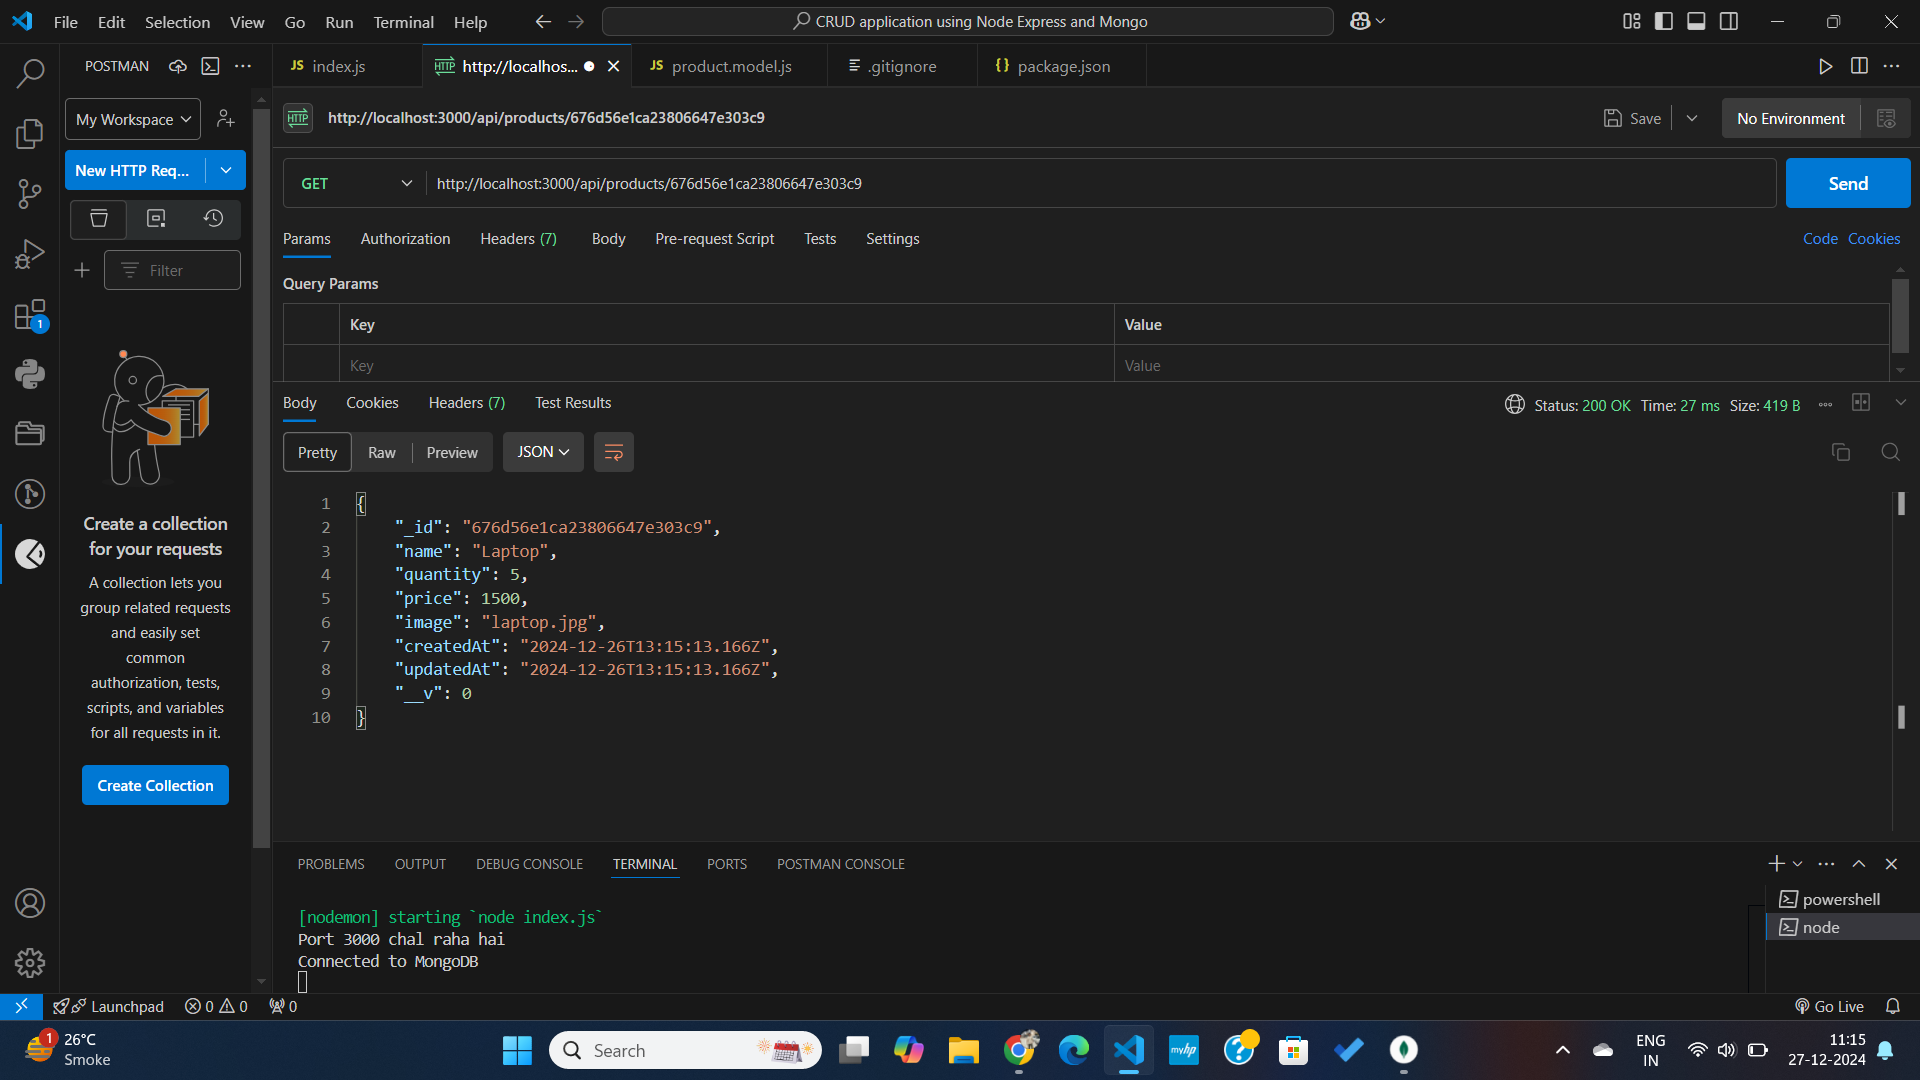 File Edit Selection View Go Run Terminal Help
CRUD application using Node Express and Mongo
POSTMAN
JS index.js
http://localhos...
JS product.model.js
.gitignore
{} package.json
My Workspace
HTTP http://localhost:3000/api/products/676d56e1ca23806647e303c9
Save
No Environment
New HTTP Req...
GET
http://localhost:3000/api/products/676d56e1ca23806647e303c9
Send
Params Authorization Headers (7) Body Pre-request Script Tests Settings
Code Cookies
Filter
Query Params
Key Value
Key Value
1
Body Cookies Headers (7) Test Results
Status: 200 OK Time: 27 ms Size: 419 B
Pretty Raw Preview JSON
1 {
2 "_id": "676d56e1ca23806647e303c9",
3 "name": "Laptop",
4 "quantity": 5,
5 "price": 1500,
6 "image": "laptop.jpg",
7 "createdAt": "2024-12-26T13:15:13.166Z",
8 "updatedAt": "2024-12-26T13:15:13.166Z",
9 "__v": 0
10 }
Create a collection
for your requests
A collection lets you
group related requests
and easily set
common
authorization, tests,
scripts, and variables
for all requests in it.
Create Collection
PROBLEMS OUTPUT DEBUG CONSOLE TERMINAL PORTS POSTMAN CONSOLE
[nodemon] starting `node index.js`
Port 3000 chal raha hai
Connected to MongoDB
powershell
node
Launchpad 0 0 0
Go Live
1
26°C
Smoke
Search
myhp
ENG
IN
11:15
27-12-2024